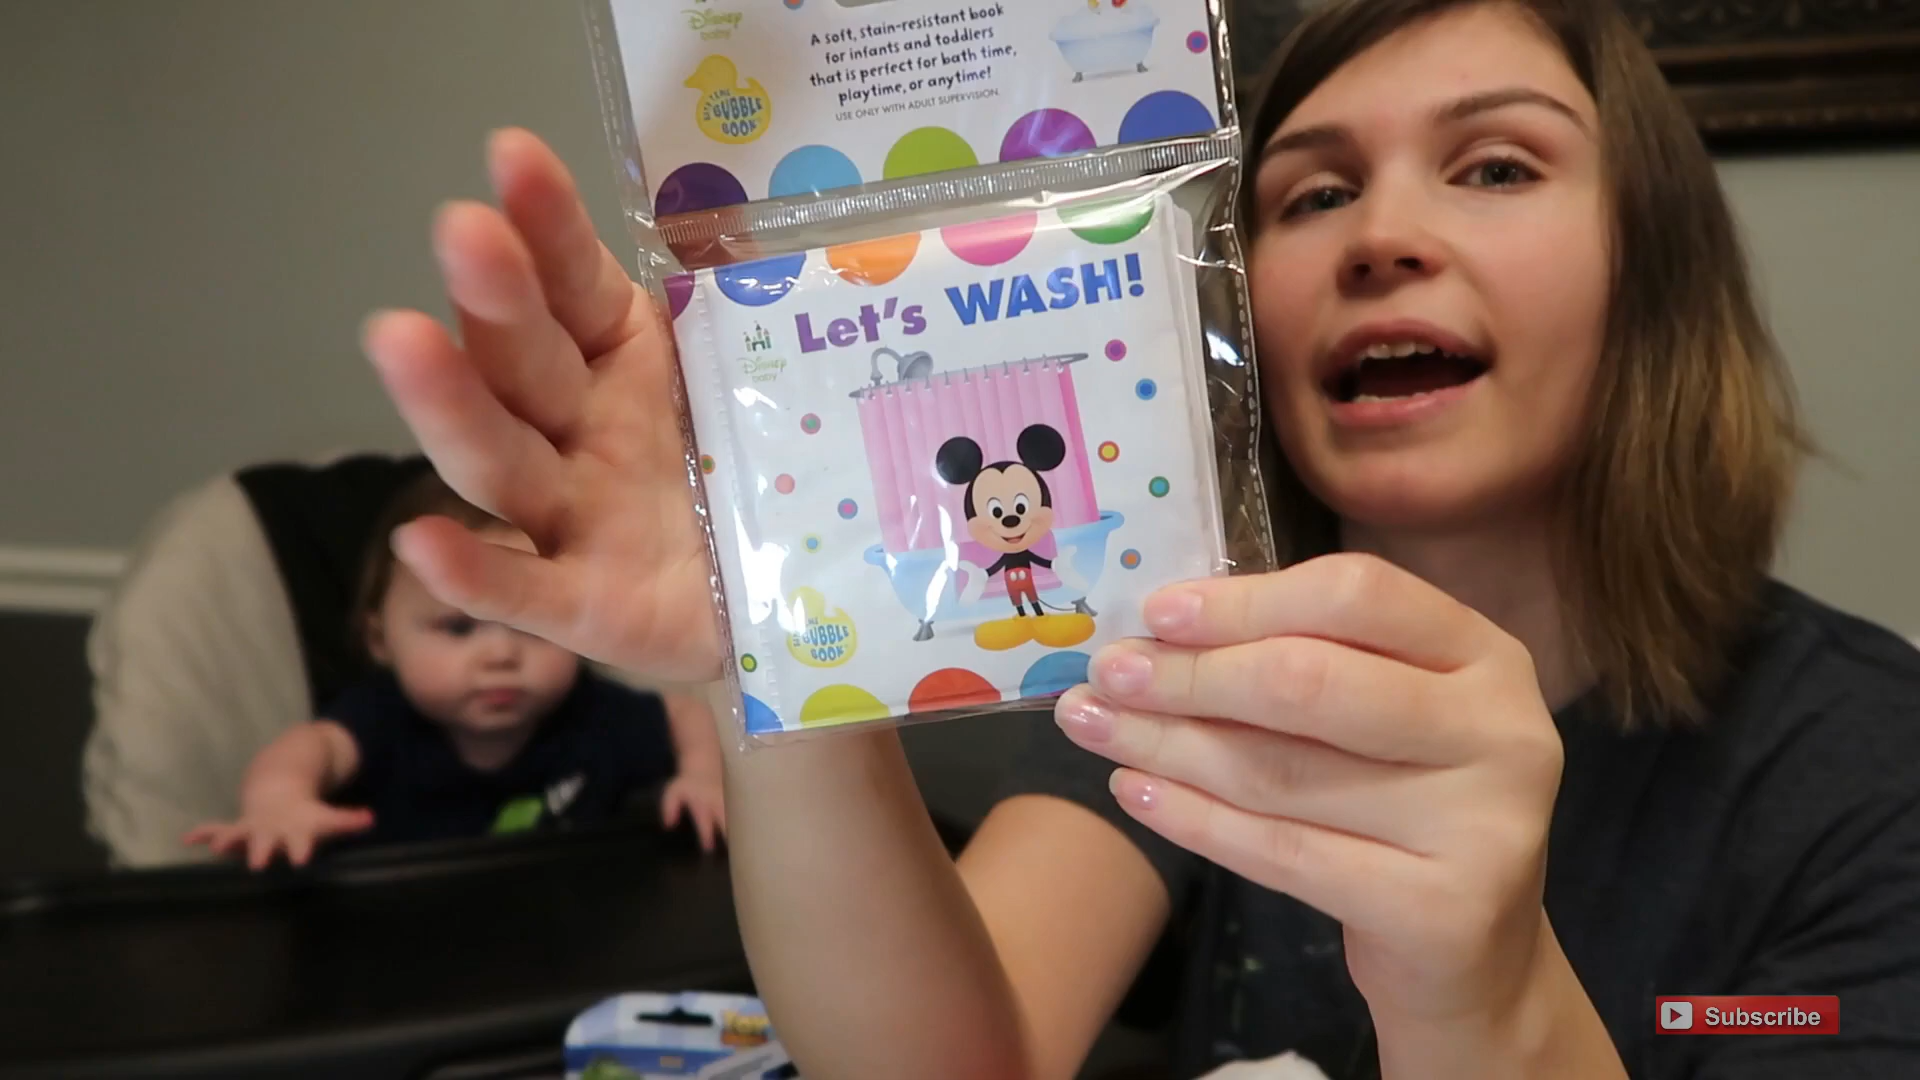 Disney
baby
A soft, stain-resistant book
for infants and toddlers
that is perfect for bath time,
playtime, or anytime!
USE ONLY WITH ADULT SUPERVISION.
BUBBLE
BOOK
Let's WASH!
Disney
baby
BUBBLE
BOOK
Subscribe